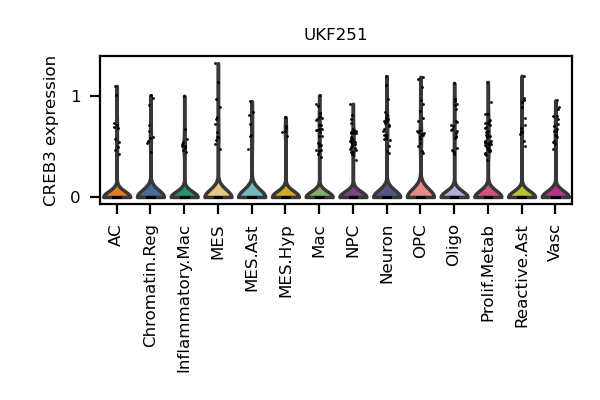 UKF251
CREB3 expression
1
0
AC
Chromatin.Reg
Inflammatory.Mac
MES
MES.Ast
MES.Hyp
Mac
NPC
Neuron
OPC
Oligo
Prolif.Metab
Reactive.Ast
Vasc